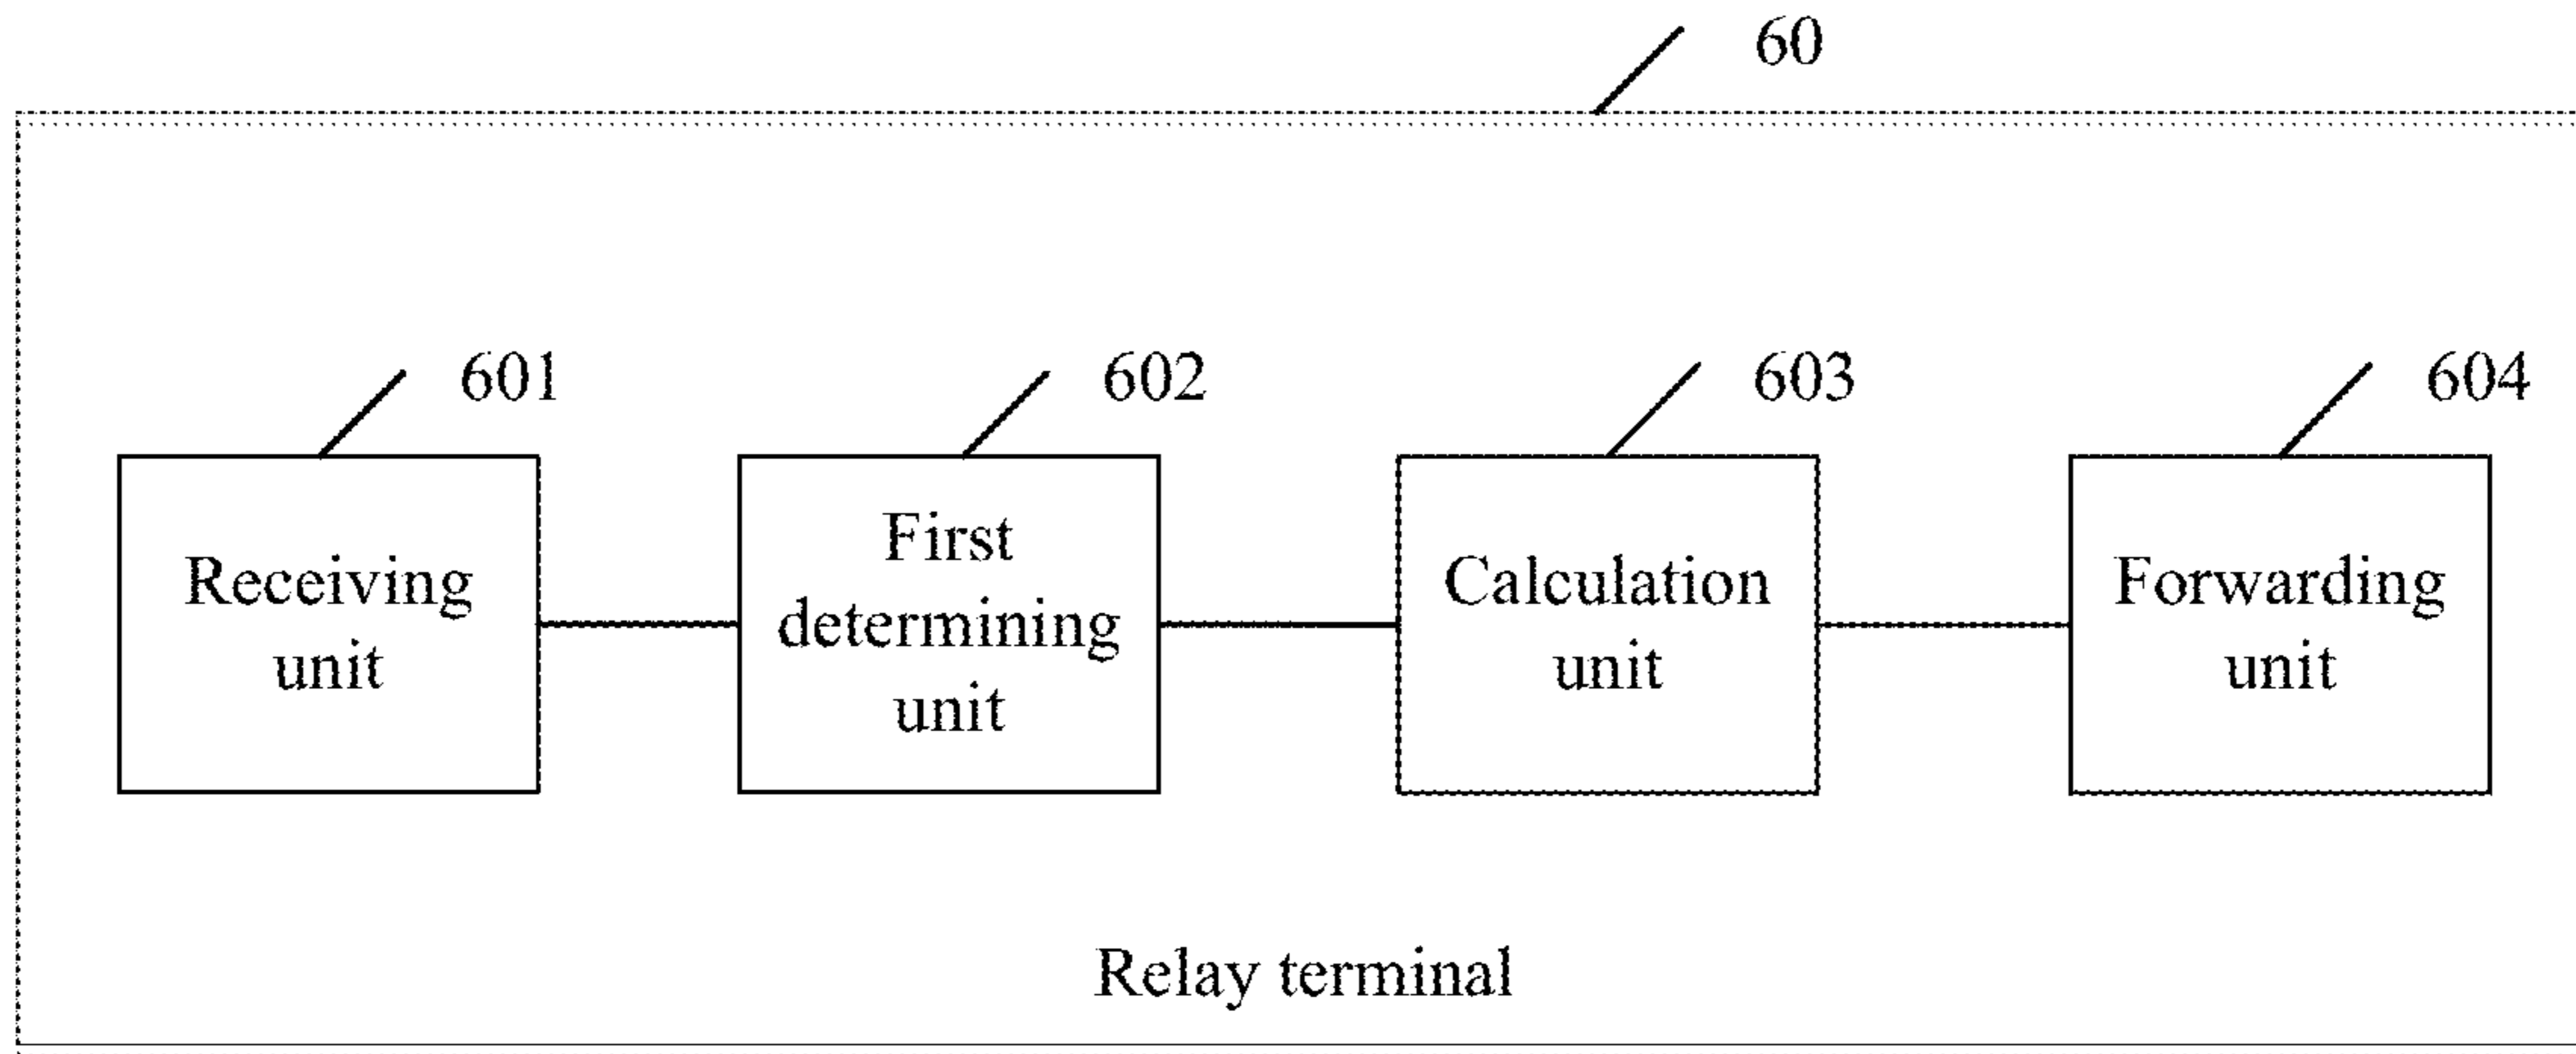 60
601
602
603
604
Receiving
unit
First
determining
unit
Calculation
unit
Forwarding
unit
Relay terminal